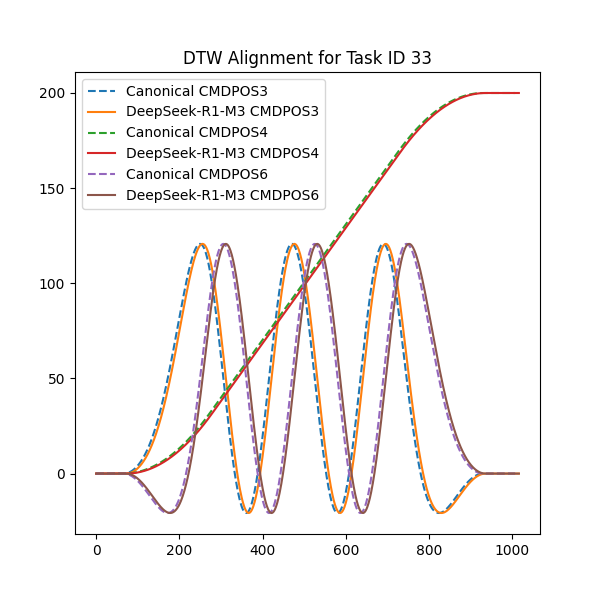 DTW Alignment for Task ID 33
Canonical CMDPOS3
DeepSeek-R1-M3 CMDPOS3
Canonical CMDPOS4
DeepSeek-R1-M3 CMDPOS4
Canonical CMDPOS6
DeepSeek-R1-M3 CMDPOS6
200
150
100
50
0
0 200 400 600 800 1000